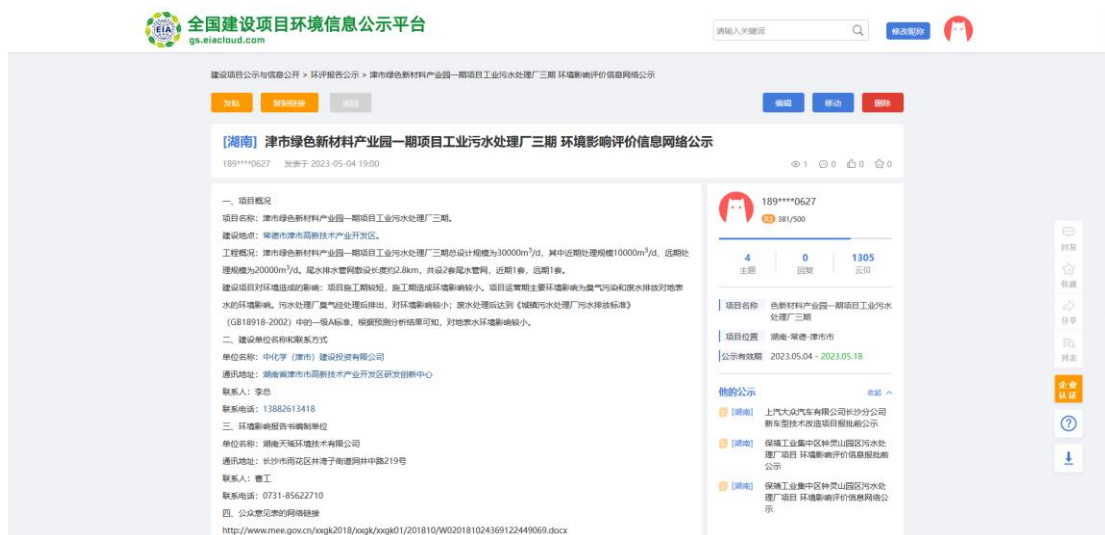 EIA
全国建设项目环境信息公示平台
gs.eiacloud.com
请输入关键词
修改昵称
建设项目公示与信息公开 > 环评报告公示 > 津市绿色新材料产业园一期项目工业污水处理厂三期 环境影响评价信息网络公示
发帖
复制链接
返回
编辑
移动
删除
[湖南] 津市绿色新材料产业园一期项目工业污水处理厂三期 环境影响评价信息网络公示
189****0627 发表于 2023-05-04 19:00
1 0 0 0
一、项目概况
项目名称：津市绿色新材料产业园一期项目工业污水处理厂三期。
建设地点：常德市津市高新技术产业开发区。
工程概况：津市绿色新材料产业园一期项目工业污水处理厂三期总设计规模为30000m³/d，其中近期处理规模10000m³/d，远期处
理规模为20000m³/d。尾水排水管网敷设长度约2.8km，共设2套尾水管网，近期1套，远期1套。
建设项目对环境造成的影响：项目施工期较短，施工期造成环境影响较小。项目运营期主要环境影响为臭气污染和废水排放对地表
水的环境影响。污水处理厂臭气经处理后排出，对环境影响较小；废水处理后达到《城镇污水处理厂污水排放标准》
（GB18918-2002）中的一级A标准，根据预测分析结果可知，对地表水环境影响较小。
二、建设单位名称和联系方式
单位名称：中化学（津市）建设投资有限公司
通讯地址：湖南省津市市高新技术产业开发区研发创新中心
联系人：李总
联系电话：13882613418
三、环境影响报告书编制单位
单位名称：湖南天瑶环境技术有限公司
通讯地址：长沙市雨花区井湾子街道洞井中路219号
联系人：曹工
联系电话：0731-85622710
四、公众意见表的网络链接
http://www.mee.gov.cn/xxgk2018/xxgk/xxgk01/201810/W020181024369122449069.docx
189****0627
381/500
4 0 1305
主题 回复 云贝
项目名称 色新材料产业园一期项目工业污水
处理厂三期
项目位置 湖南-常德-津市市
公示有效期 2023.05.04 - 2023.05.18
他的公示 收起
[湖南] 上汽大众汽车有限公司长沙分公司
新车型技术改造项目报批前公示
[湖南] 保靖工业集中区钟灵山园区污水处
理厂项目 环境影响评价信息报批前
公示
[湖南] 保靖工业集中区钟灵山园区污水处
理厂项目 环境影响评价信息网络公
示
回复
收藏
分享
列表
企业
认证